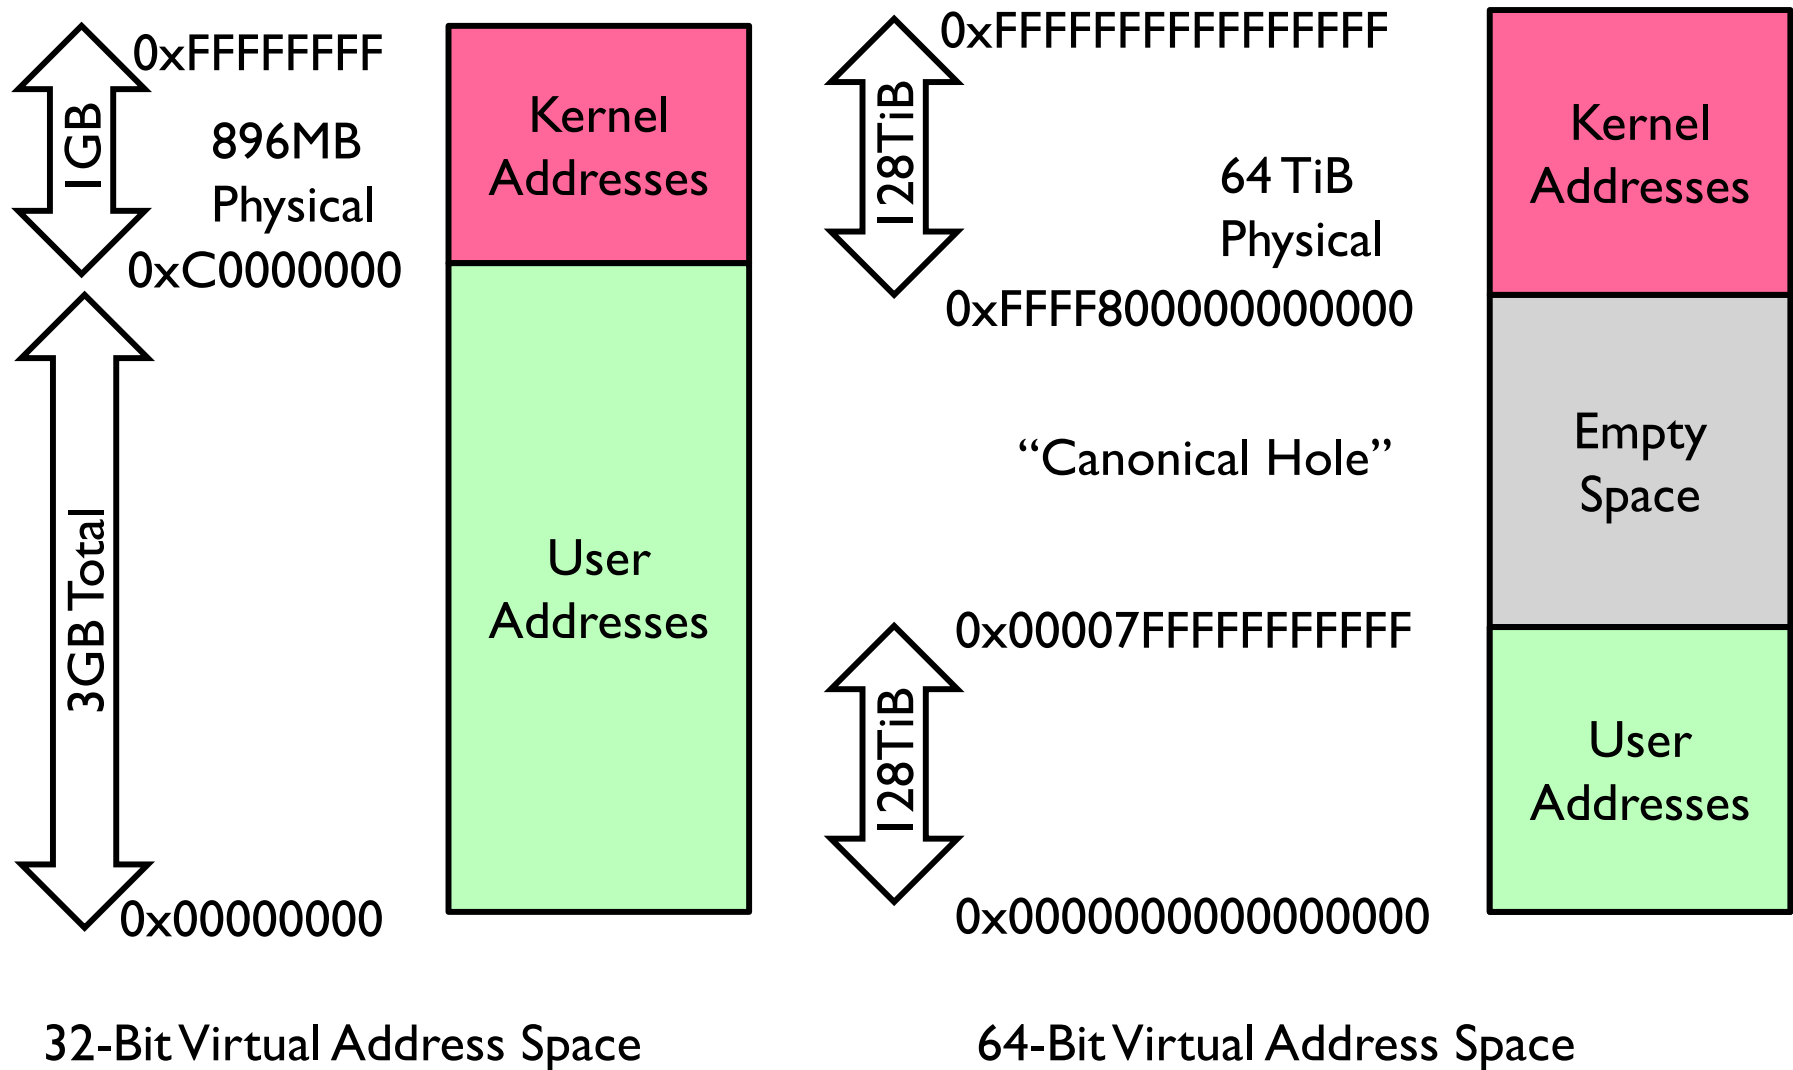 0xFFFFFFFF
1GB
896MB
Physical
0xC0000000
Kernel
Addresses
3GB Total
User
Addresses
0x00000000
32-Bit Virtual Address Space
0xFFFFFFFFFFFFFFFF
128TiB
64 TiB
Physical
0xFFFF800000000000
Kernel
Addresses
“Canonical Hole”
Empty
Space
0x00007FFFFFFFFFFF
128TiB
User
Addresses
0x0000000000000000
64-Bit Virtual Address Space